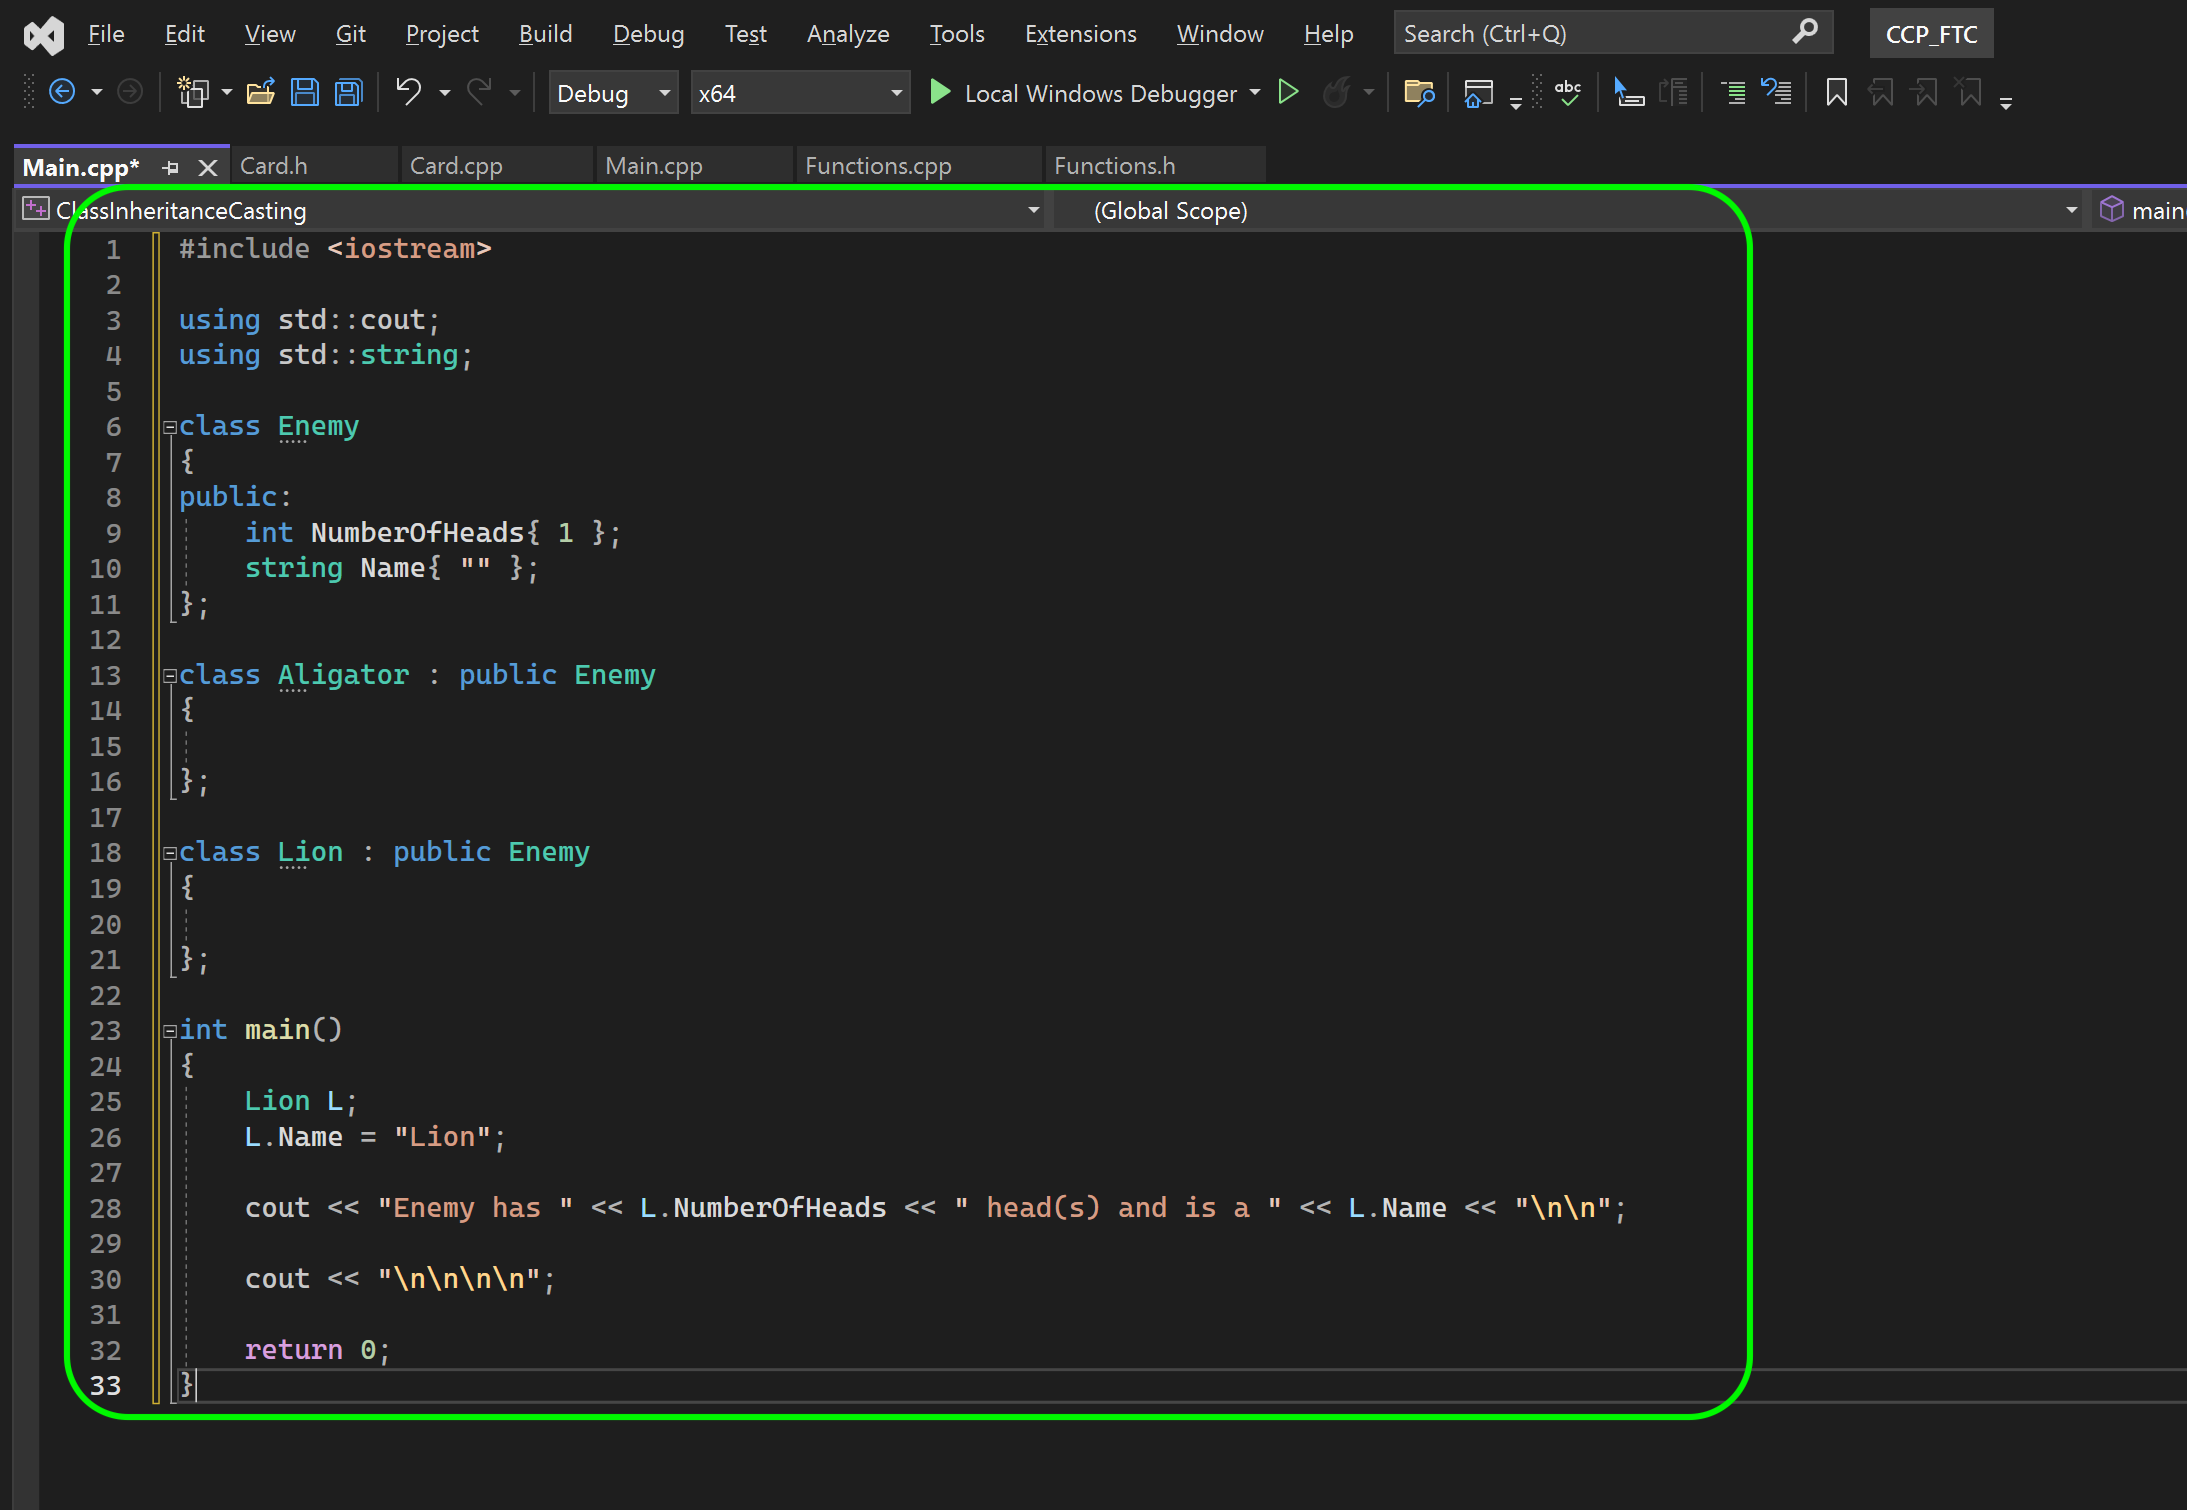 File Edit View Git Project Build Debug Test Analyze Tools Extensions Window Help Search (Ctrl+Q) CCP_FTC
Debug x64 Local Windows Debugger abc
Main.cpp* Card.h Card.cpp Main.cpp Functions.cpp Functions.h
ClassInheritanceCasting (Global Scope) main
1 #include <iostream>
2
3 using std::cout;
4 using std::string;
5
6 class Enemy
7 {
8 public:
9 int NumberOfHeads{ 1 };
10 string Name{ "" };
11 };
12
13 class Aligator : public Enemy
14 {
15
16 };
17
18 class Lion : public Enemy
19 {
20
21 };
22
23 int main()
24 {
25 Lion L;
26 L.Name = "Lion";
27
28 cout << "Enemy has " << L.NumberOfHeads << " head(s) and is a " << L.Name << "\n\n";
29
30 cout << "\n\n\n\n";
31
32 return 0;
33 }